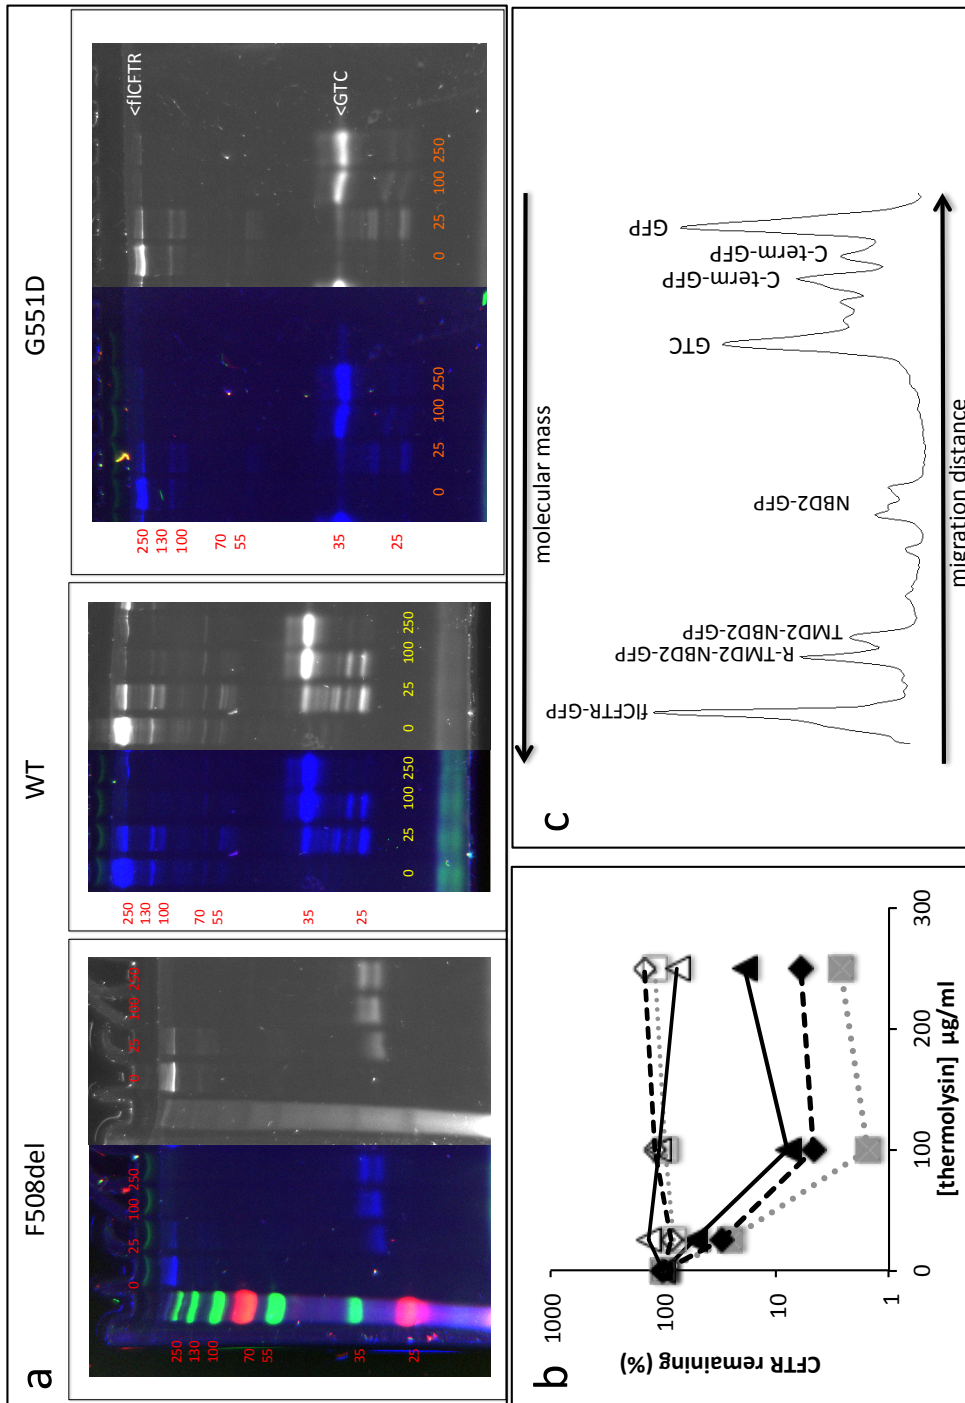 a
F508del
0 25 100 250
0 25 100 250
250
130
100
70
55
35
25
WT
250
130
100
70
55
35
25
0 25 100 250
0 25 100 250
G551D
250
130
100
70
55
35
25
0 25 100 250
0 25 100 250
<flCFTR
<GTC
b
CFTR remaining (%)
1000
100
10
1
0 100 200 300
[thermolysin] µg/ml
c
molecular mass
flCFTR-GFP
R-TMD2-NBD2-GFP
TMD2-NBD2-GFP
NBD2-GFP
GTC
C-term-GFP
C-term-GFP
GFP
migration distance